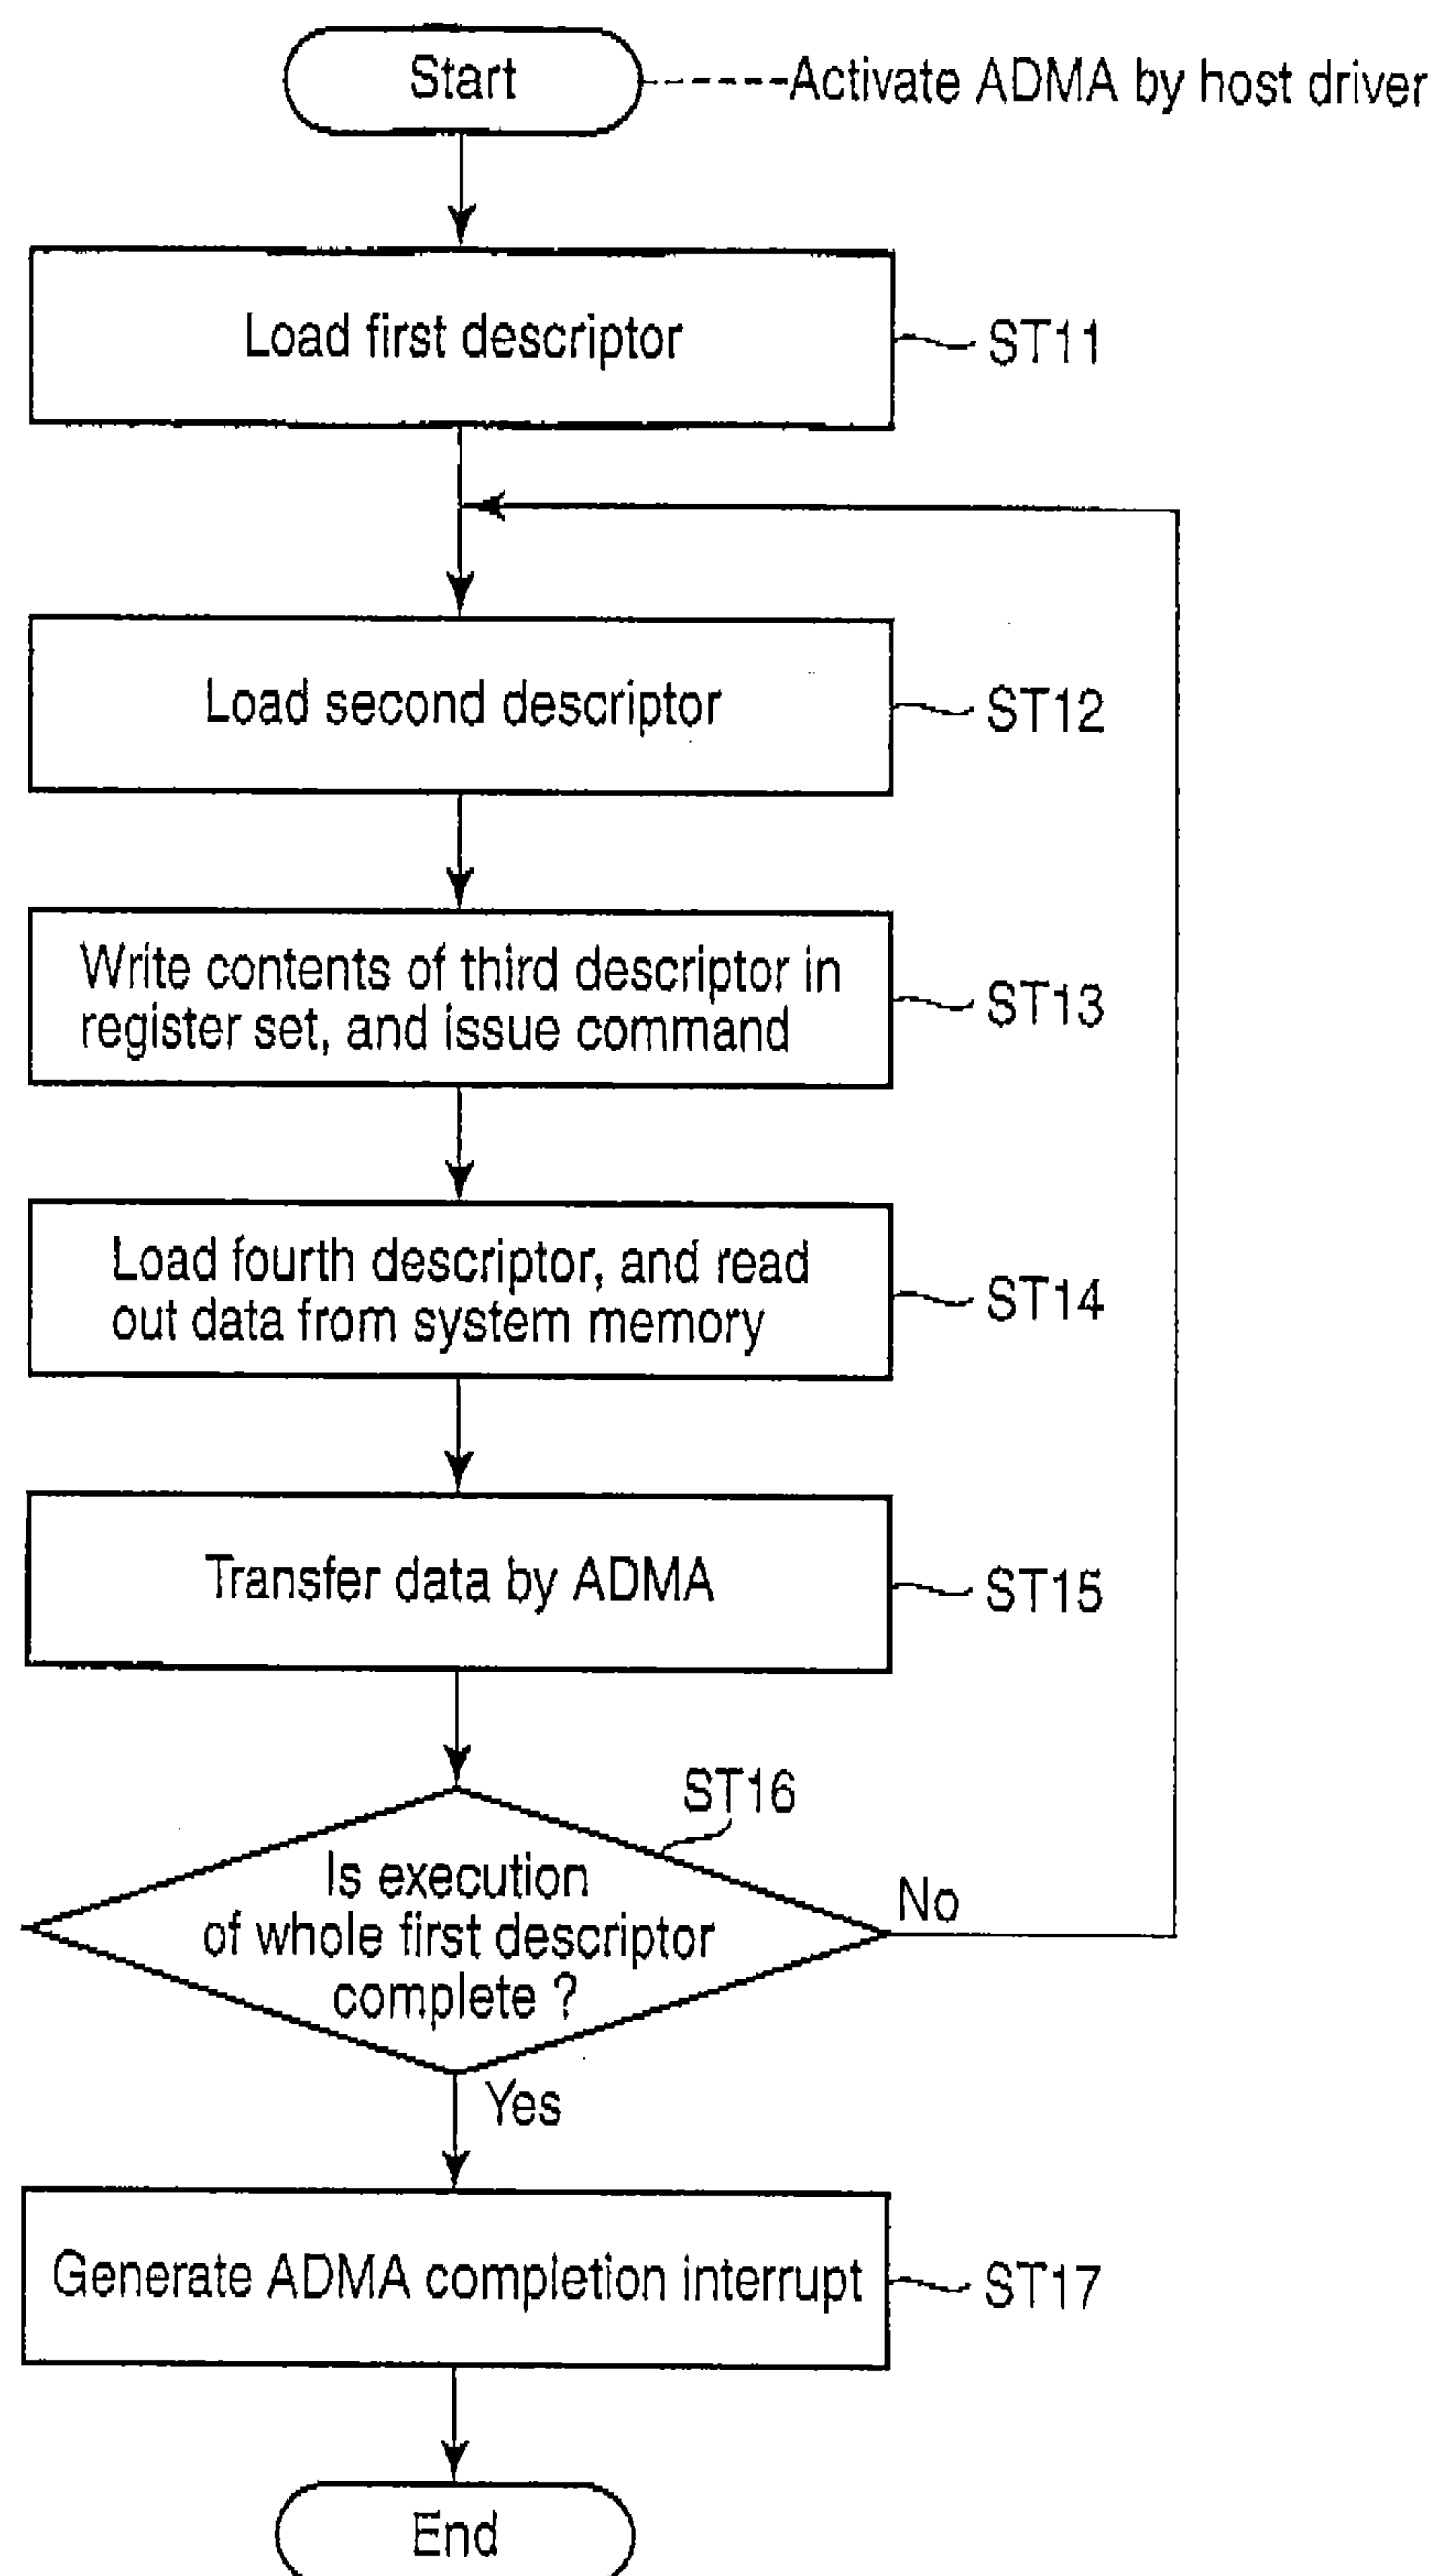 Start
Activate ADMA by host driver
Load first descriptor
ST11
Load second descriptor
ST12
Write contents of third descriptor in
register set, and issue command
ST13
Load fourth descriptor, and read
out data from system memory
ST14
Transfer data by ADMA
ST15
ST16
Is execution
of whole first descriptor
complete ?
No
Yes
Generate ADMA completion interrupt
ST17
End